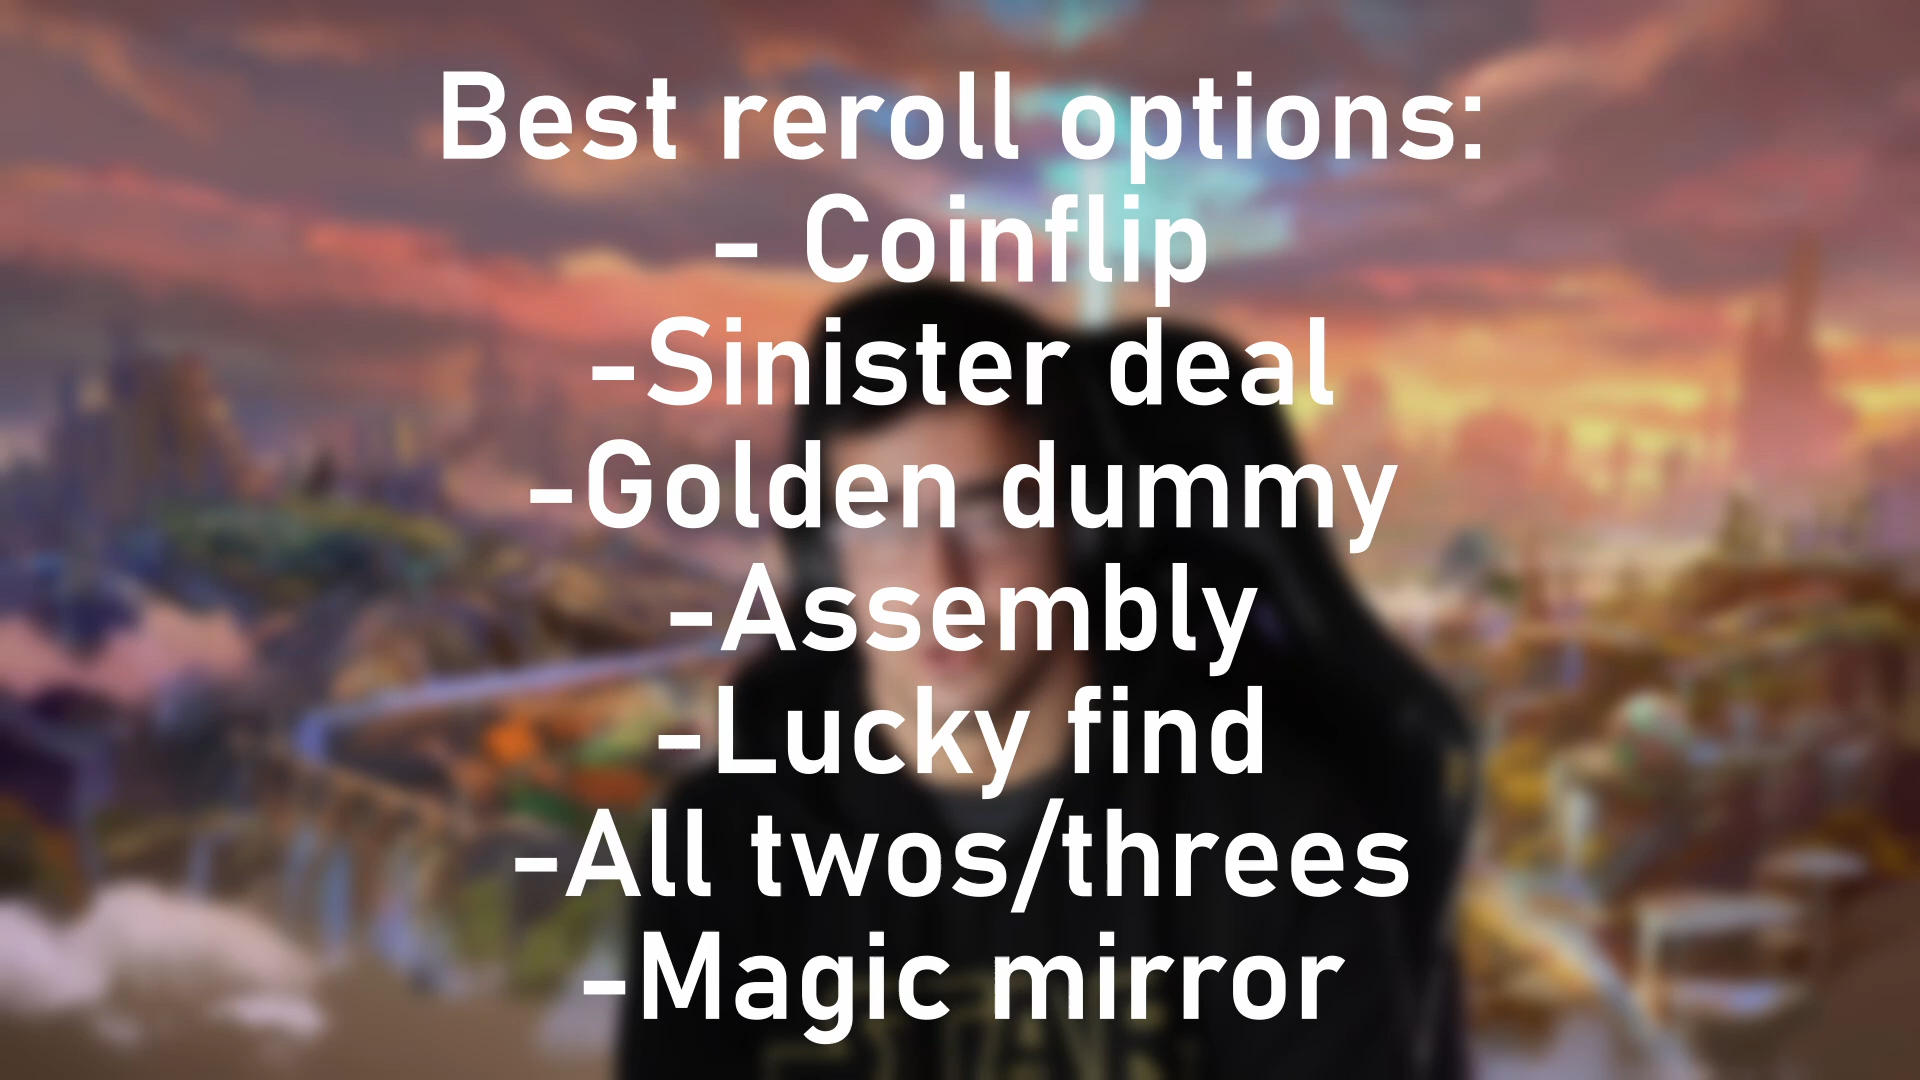 Best reroll options:
- Coinflip
-Sinister deal
-Golden dummy
-Assembly
-Lucky find
-All twos/threes
-Magic mirror